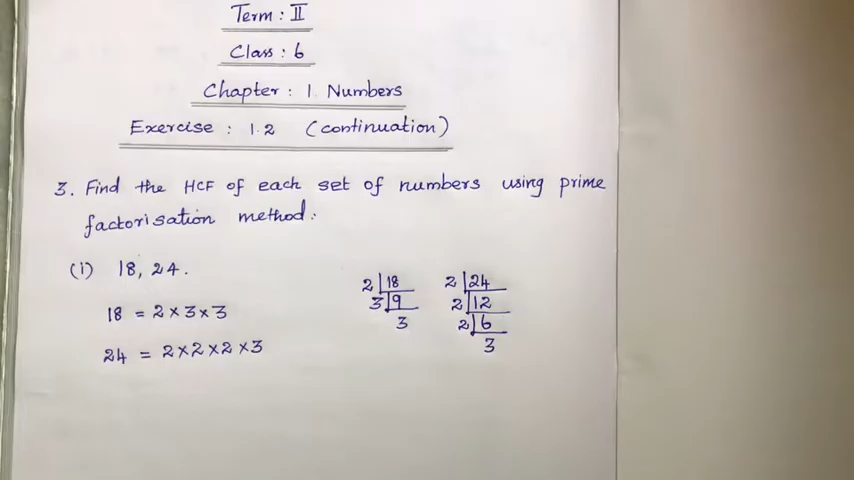 Term : II
Class : 6
Chapter : 1. Numbers
Exercise : 1.2 (continuation)
3. Find the HCF of each set of numbers using prime
factorisation method.
(i) 18, 24.
18 = 2 × 3 × 3
24 = 2 × 2 × 2 × 3
2 | 18
3 | 9
3
2 | 24
2 | 12
2 | 6
3